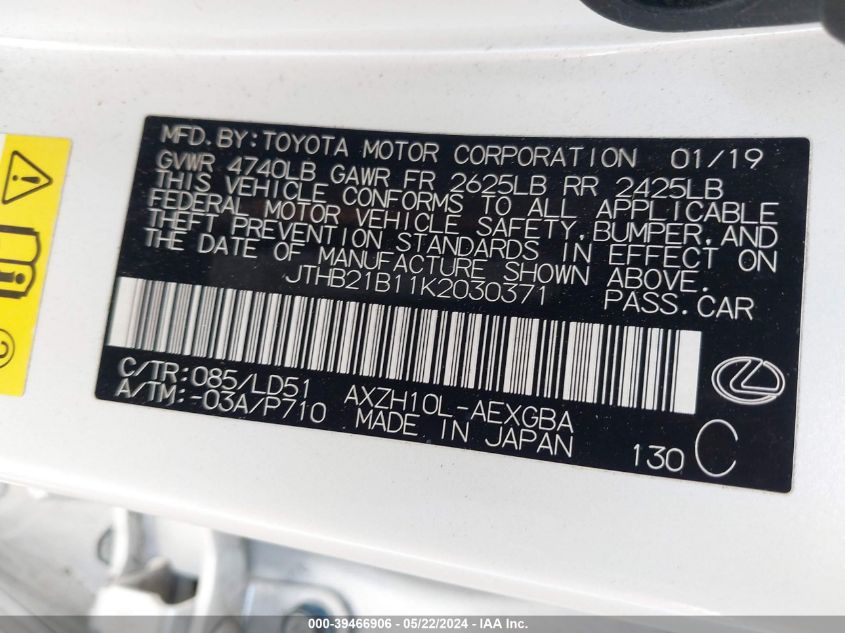 MFD.BY:TOYOTA MOTOR CORPORATION 01/19
GVWR 4740LB GAWR FR 2625LB RR 2425LB
THIS VEHICLE CONFORMS TO ALL APPLICABLE
FEDERAL MOTOR VEHICLE SAFETY,BUMPER,AND
THEFT PREVENTION STANDARDS IN EFFECT ON
THE DATE OF MANUFACTURE SHOWN ABOVE.
JTHB21B11K2030371 PASS.CAR
C/TR:085/LD51 AXZH10L-AEXGBA
A/TM:-03A/P710 MADE IN JAPAN
130 C
000-39466906 - 05/22/2024 - IAA Inc.